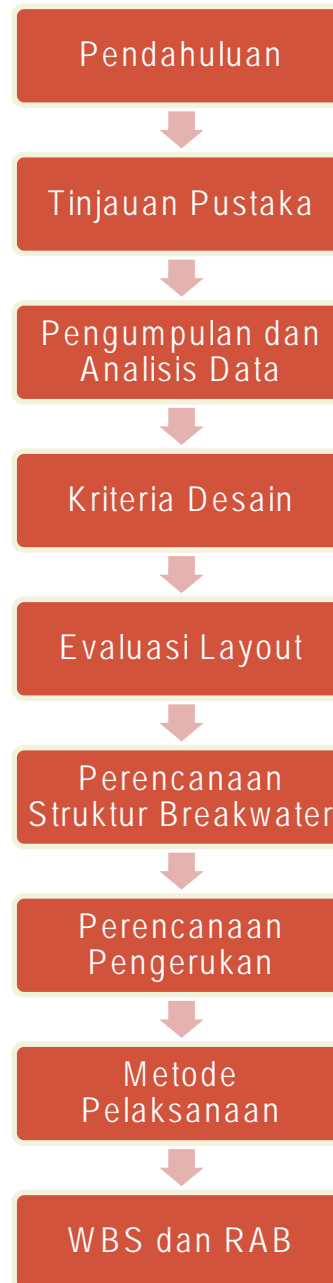 Pendahuluan
Tinjauan Pustaka
Pengumpulan dan
Analisis Data
Kriteria Desain
Evaluasi Layout
Perencanaan
Struktur Breakwater
Perencanaan
Pengerukan
Metode
Pelaksanaan
WBS dan RAB